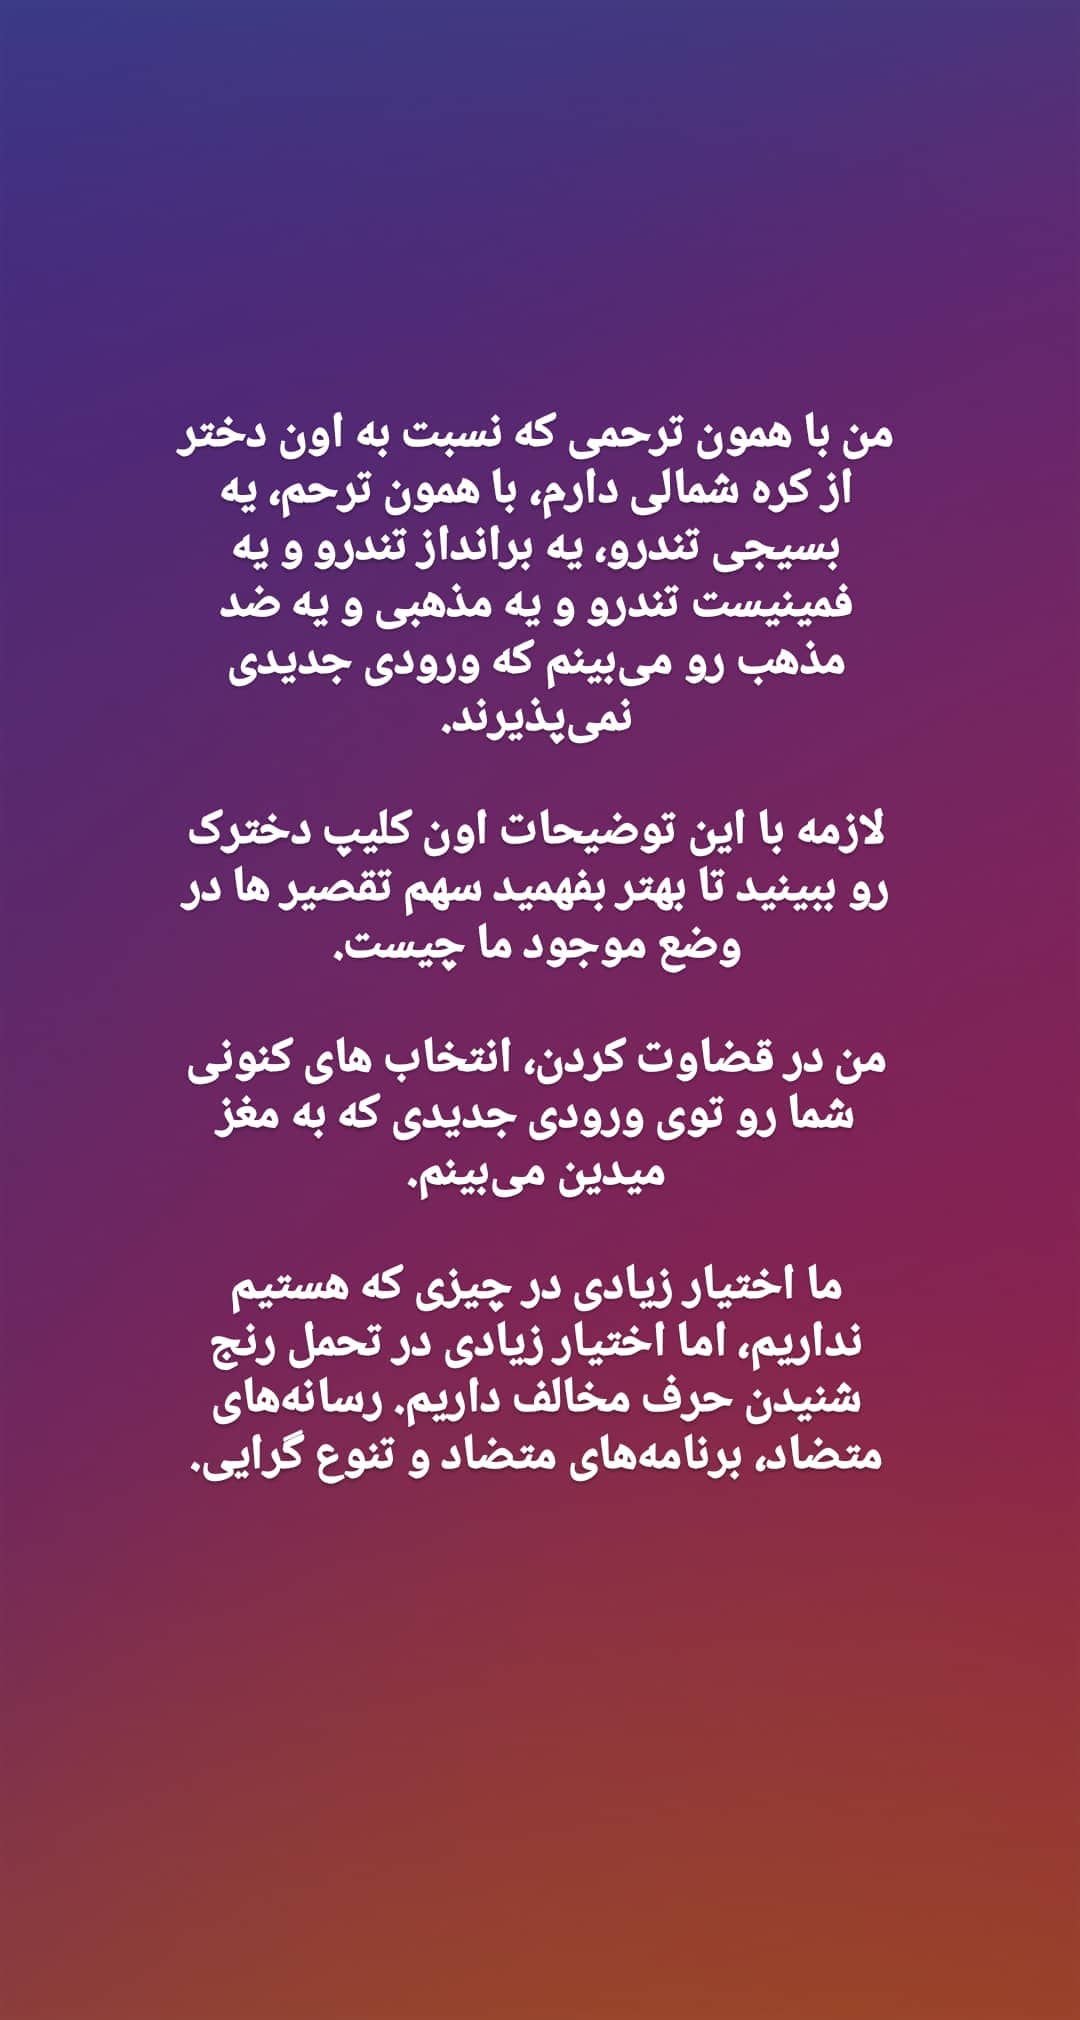 من با همون ترحمی که نسبت به اون دختر
از کره شمالی دارم، با همون ترحم، یه
بسیجی تندرو، یه برانداز تندرو و یه
فمینیست تندرو و یه مذهبی و یه ضد
مذهب رو می‌بینم که ورودی جدیدی
نمی‌پذیرند.
لازمه با این توضیحات اون کلیپ دخترک
رو ببینید تا بهتر بفهمید سهم تقصیر ها در
وضع موجود ما چیست.
من در قضاوت کردن، انتخاب های کنونی
شما رو توی ورودی جدیدی که به مغز
میدین می‌بینم.
ما اختیار زیادی در چیزی که هستیم
نداریم، اما اختیار زیادی در تحمل رنج
شنیدن حرف مخالف داریم. رسانه‌های
متضاد، برنامه‌های متضاد و تنوع گرایی.